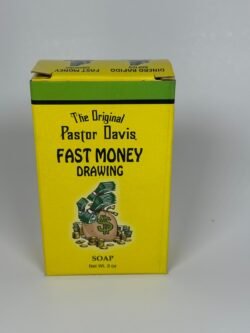 FAST MONEY
DINERO RAPIDO
The Original
Pastor Davis
FAST MONEY
DRAWING
$
SOAP
Net Wt. 3 oz